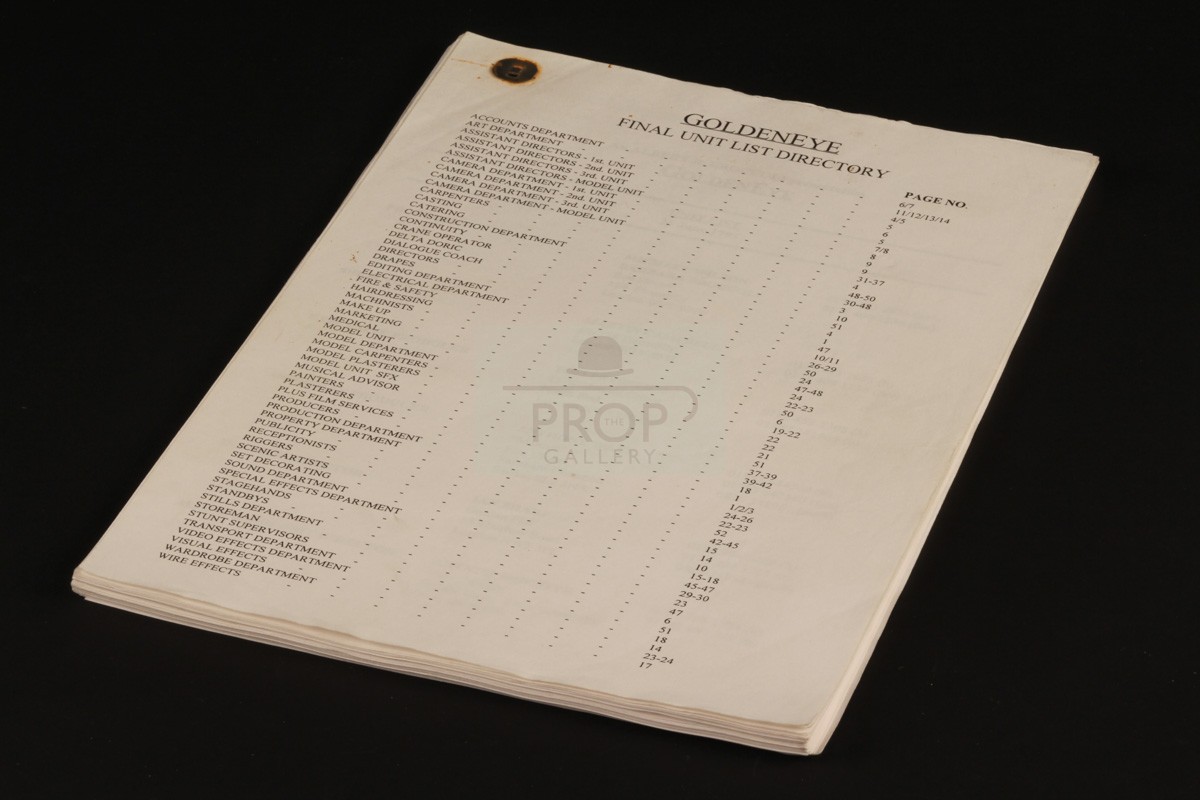 GOLDENEYE
FINAL UNIT LIST DIRECTORY
PAGE NO.
ACCOUNTS DEPARTMENT 6/7
ART DEPARTMENT 11/12/13/14
ASSISTANT DIRECTORS - 1st. UNIT 4/5
ASSISTANT DIRECTORS - 2nd. UNIT 5
ASSISTANT DIRECTORS - 3rd. UNIT 6
ASSISTANT DIRECTORS - MODEL UNIT 5
CAMERA DEPARTMENT - 1st. UNIT 7/8
CAMERA DEPARTMENT - 2nd. UNIT 8
CAMERA DEPARTMENT - 3rd. UNIT 9
CAMERA DEPARTMENT - MODEL UNIT 9
CARPENTERS 31-37
CASTING 4
CATERING 48-50
CONSTRUCTION DEPARTMENT 30-48
CONTINUITY 3
CRANE OPERATOR 10
DELTA DORIC 51
DIALOGUE COACH 4
DIRECTORS 1
DRAPES 47
EDITING DEPARTMENT 10/11
ELECTRICAL DEPARTMENT 26-29
FIRE & SAFETY 50
HAIRDRESSING 24
MACHINISTS 47-48
MAKE UP 24
MARKETING 22-23
MEDICAL 50
MODEL UNIT 6
MODEL DEPARTMENT 19-22
MODEL CARPENTERS 22
MODEL PLASTERERS 22
MODEL UNIT SFX 21
MUSICAL ADVISOR 51
PAINTERS 37-39
PLASTERERS 39-42
PLUS FILM SERVICES 18
PRODUCERS 1
PRODUCTION DEPARTMENT 1/2/3
PROPERTY DEPARTMENT 24-26
PUBLICITY 22-23
RECEPTIONISTS 52
RIGGERS 42-45
SCENIC ARTISTS 15
SET DECORATING 14
SOUND DEPARTMENT 10
SPECIAL EFFECTS DEPARTMENT 15-18
STAGEHANDS 45-47
STANDBYS 29-30
STILLS DEPARTMENT 23
STOREMAN 47
STUNT SUPERVISORS 6
TRANSPORT DEPARTMENT 51
VIDEO EFFECTS DEPARTMENT 18
VISUAL EFFECTS 14
WARDROBE DEPARTMENT 23-24
WIRE EFFECTS 17
THE
PROP
GALLERY